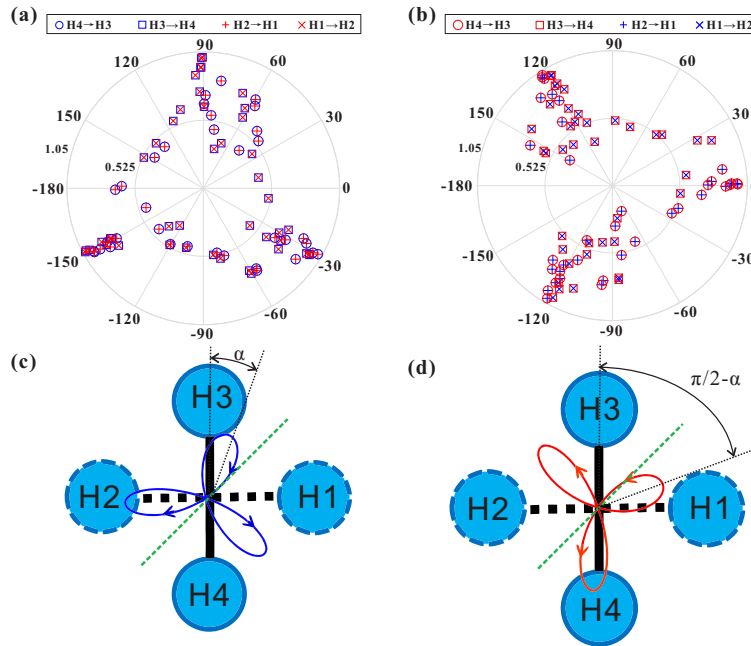 (a)
H4→H3 H3→H4 H2→H1 H1→H2
90
120 60
150 30
1.05
0.525
-180 0
-150 -30
-120 -60
-90
(b)
H4→H3 H3→H4 H2→H1 H1→H2
90
120 60
150 30
1.05
0.525
-180
-150 -30
-120 -60
-90
(c)
α
H3
H2 H1
H4
(d)
π/2-α
H3
H2 H1
H4